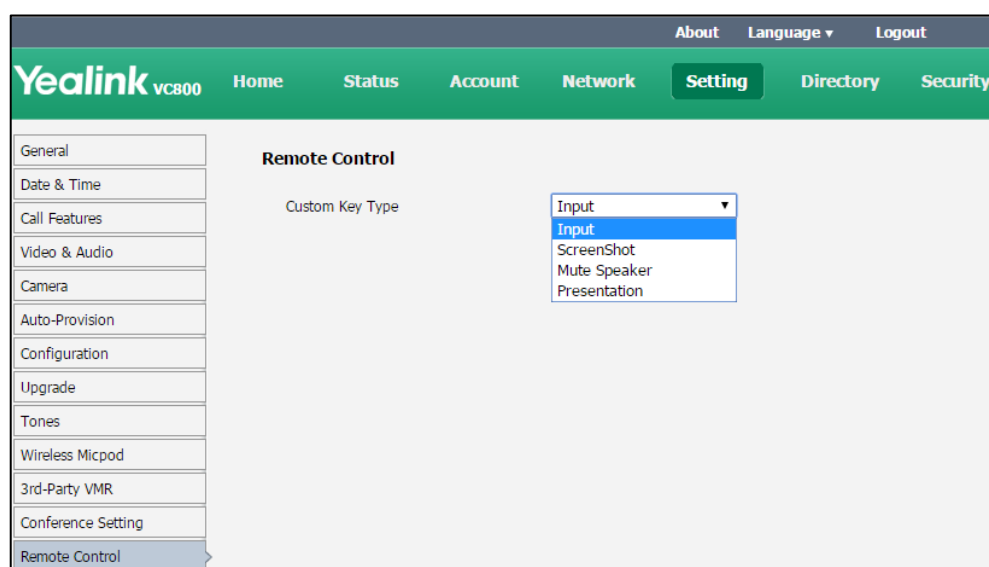 About Language ▾ Logout
Yealink VC800 Home Status Account Network Setting Directory Security
General
Remote Control
Date & Time
Custom Key Type Input ▼
Call Features
Input
Video & Audio
ScreenShot
Mute Speaker
Camera
Presentation
Auto-Provision
Configuration
Upgrade
Tones
Wireless Micpod
3rd-Party VMR
Conference Setting
Remote Control